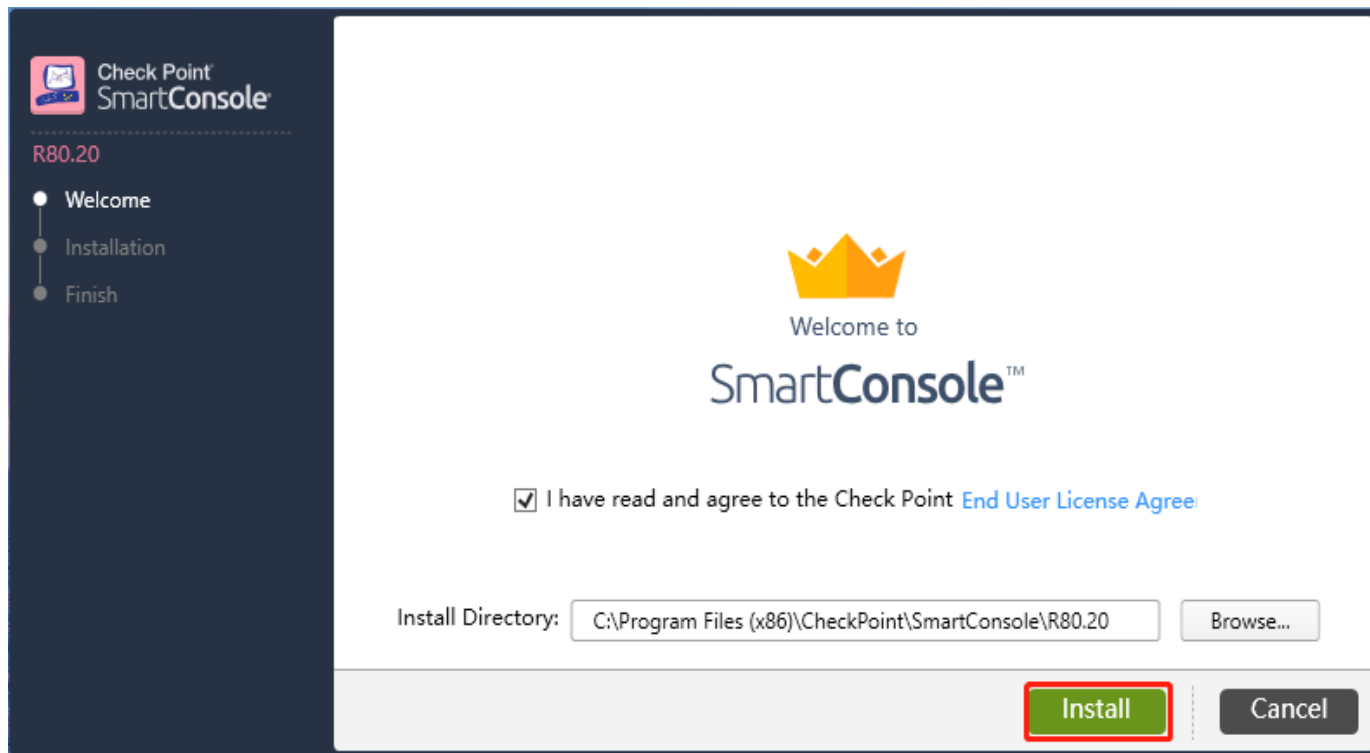 Check Point
SmartConsole
R80.20
Welcome
Installation
Finish
Welcome to
SmartConsole™
I have read and agree to the Check Point End User License Agree
Install Directory: C:\Program Files (x86)\CheckPoint\SmartConsole\R80.20 Browse...
Install Cancel